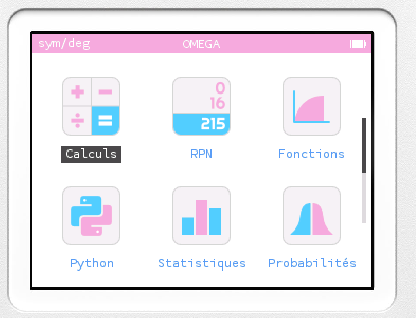 sym/deg OMEGA
0
16
215
Calculs RPN Fonctions
Python Statistiques Probabilités